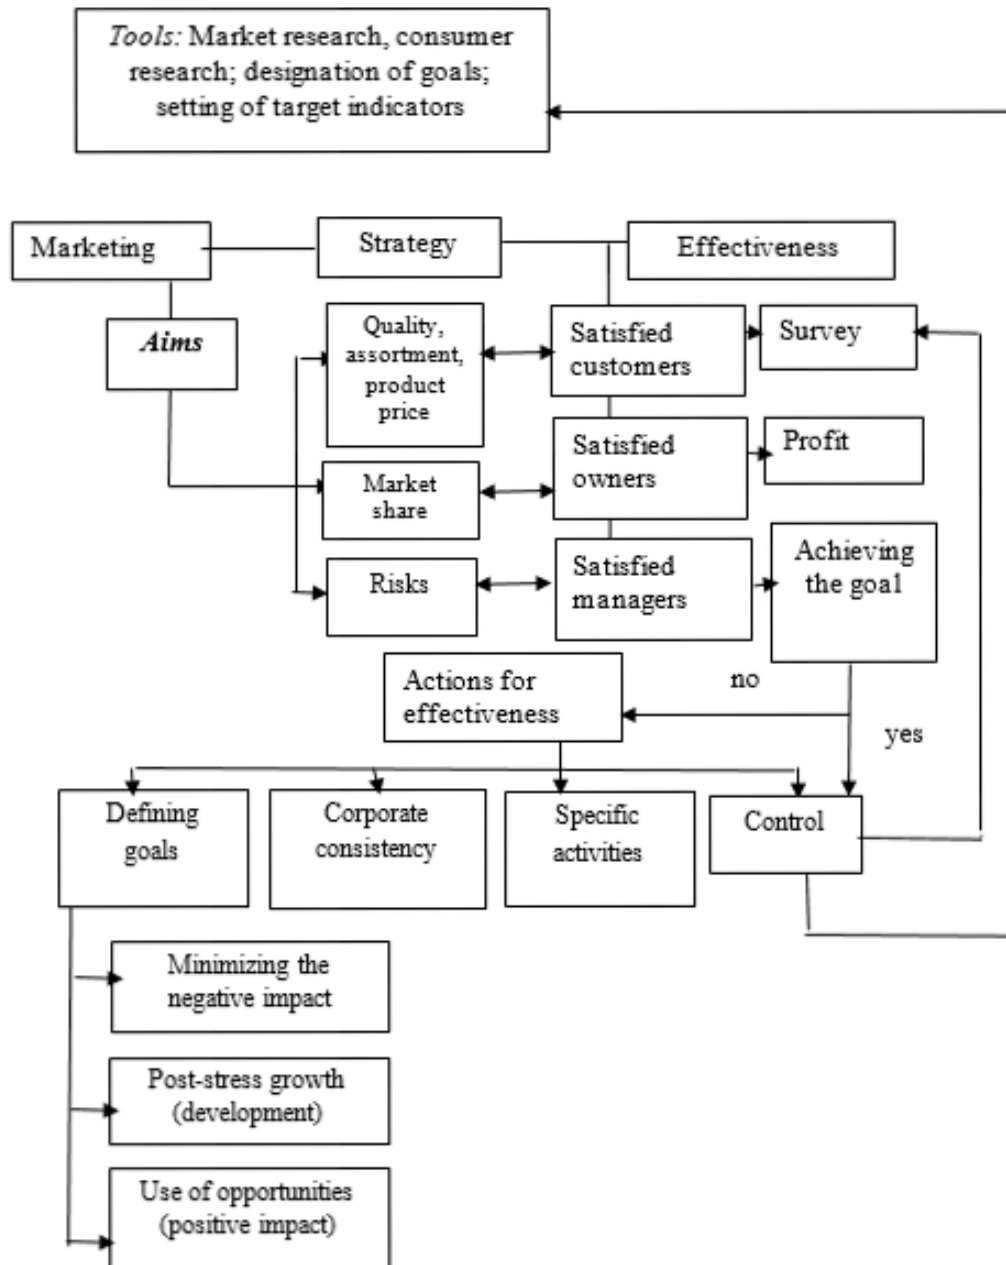 Tools: Market research, consumer
research; designation of goals;
setting of target indicators
Marketing
Strategy
Effectiveness
Aims
Quality,
assortment,
product
price
Satisfied
customers
Survey
Market
share
Satisfied
owners
Profit
Risks
Satisfied
managers
Achieving
the goal
Actions for
effectiveness
no
yes
Defining
goals
Corporate
consistency
Specific
activities
Control
Minimizing the
negative impact
Post-stress growth
(development)
Use of opportunities
(positive impact)